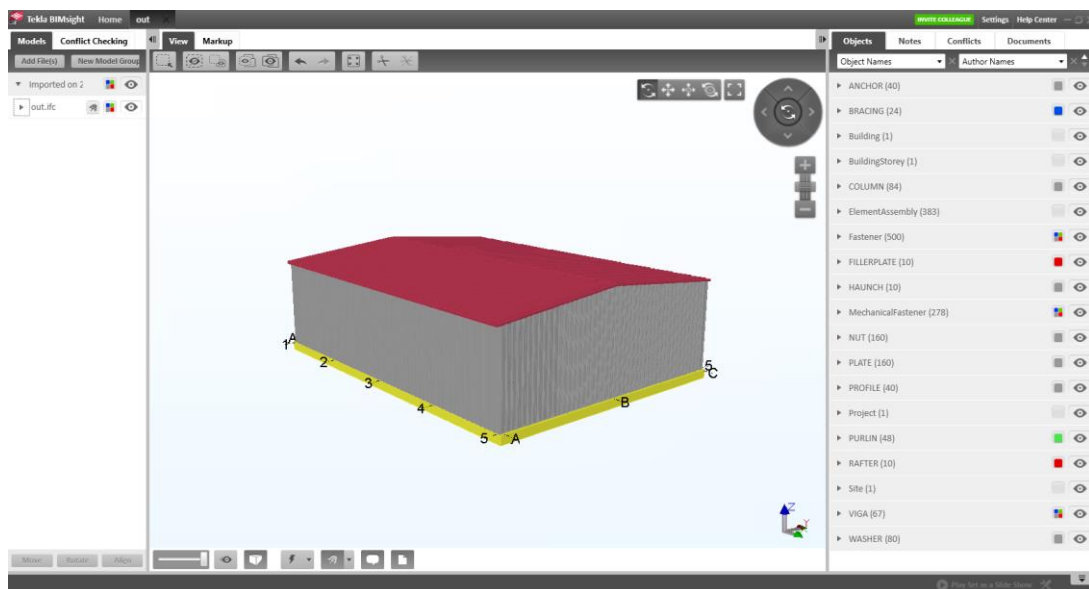 Tekla BIMsight Home out
INVITE COLLEAGUE Settings Help Center
Models Conflict Checking
View Markup
Objects Notes Conflicts Documents
Add File(s) New Model Group
Object Names Author Names
Imported on 2
out.ifc
ANCHOR (40)
BRACING (24)
Building (1)
BuildingStorey (1)
COLUMN (84)
ElementAssembly (383)
Fastener (500)
FILLERPLATE (10)
HAUNCH (10)
MechanicalFastener (278)
NUT (160)
PLATE (160)
PROFILE (40)
Project (1)
PURLIN (48)
RAFTER (10)
Site (1)
VIGA (67)
WASHER (80)
1 A
2
3
4
5 A
B
5
C
Z
Y
Move Rotate Align
Play Set as a Slide Show